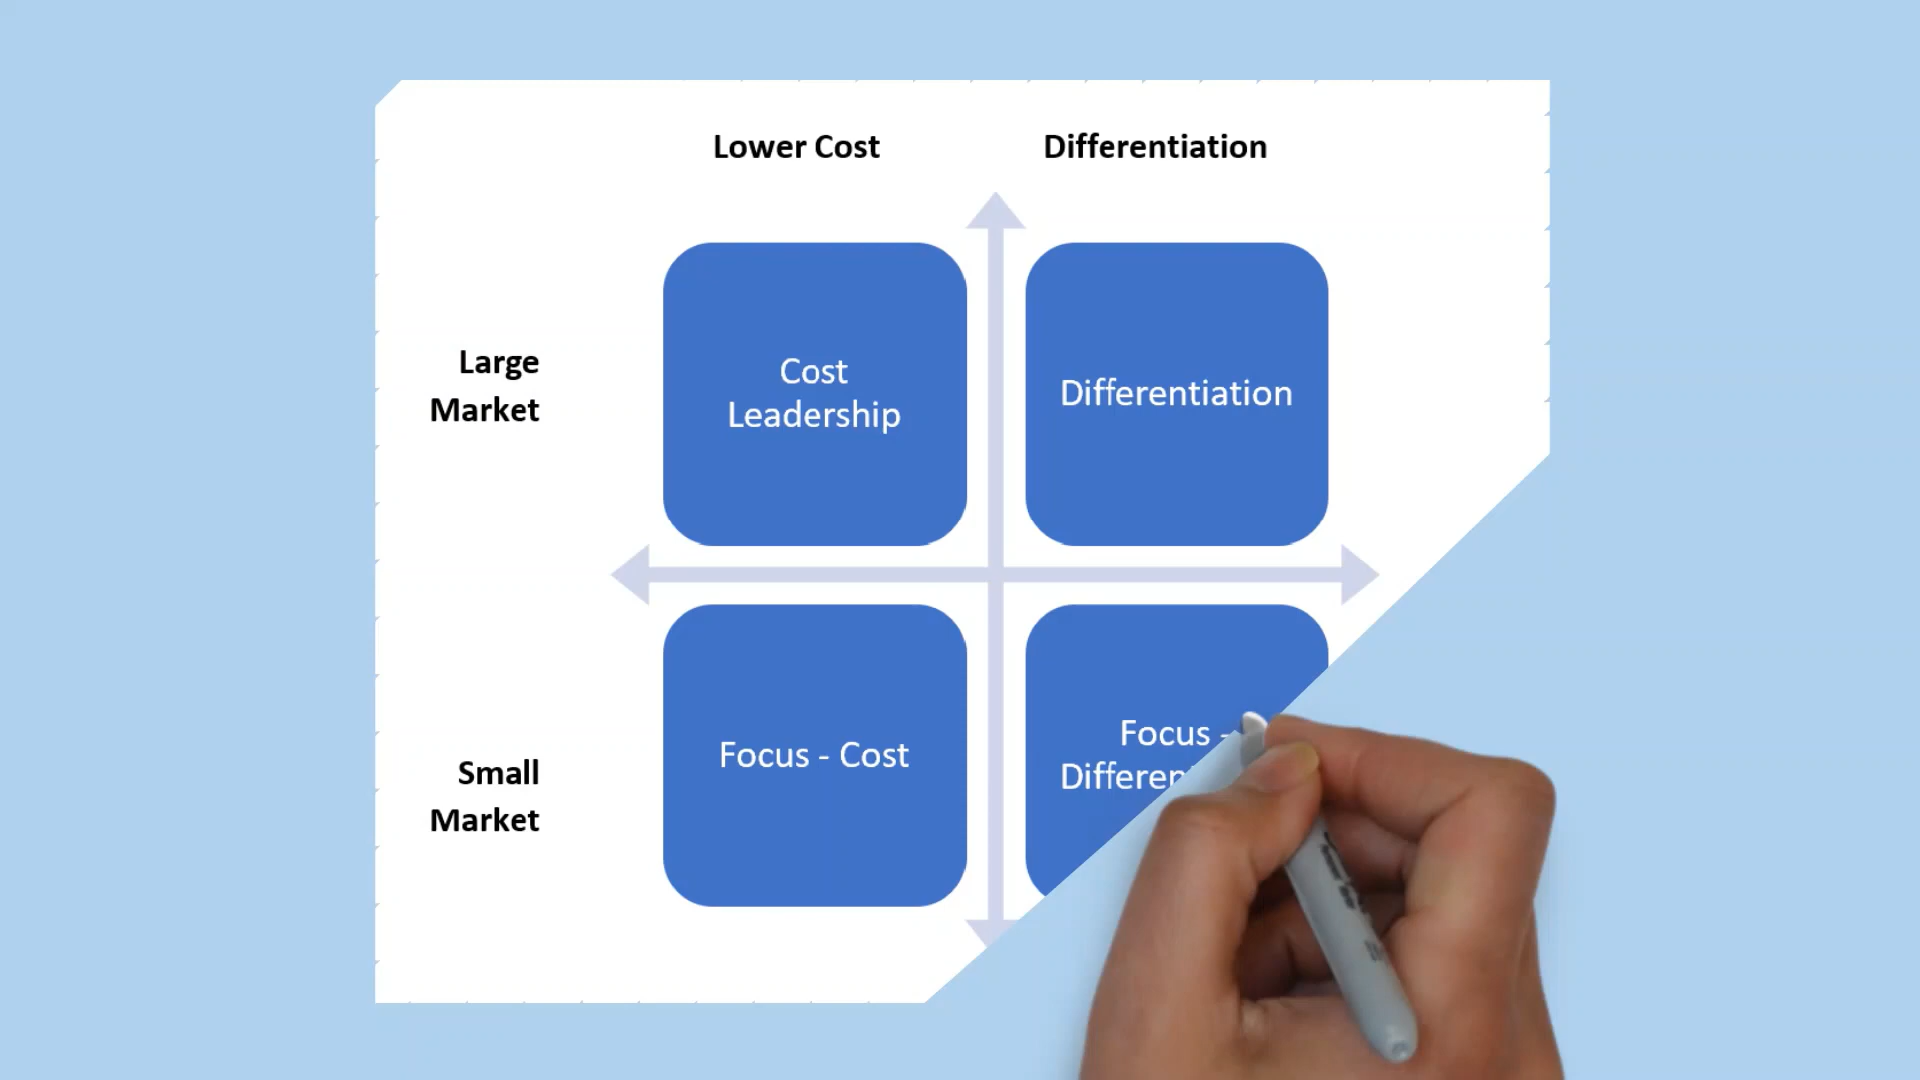 Lower Cost
Differentiation
Large
Market
Cost
Leadership
Differentiation
Small
Market
Focus - Cost
Focus -